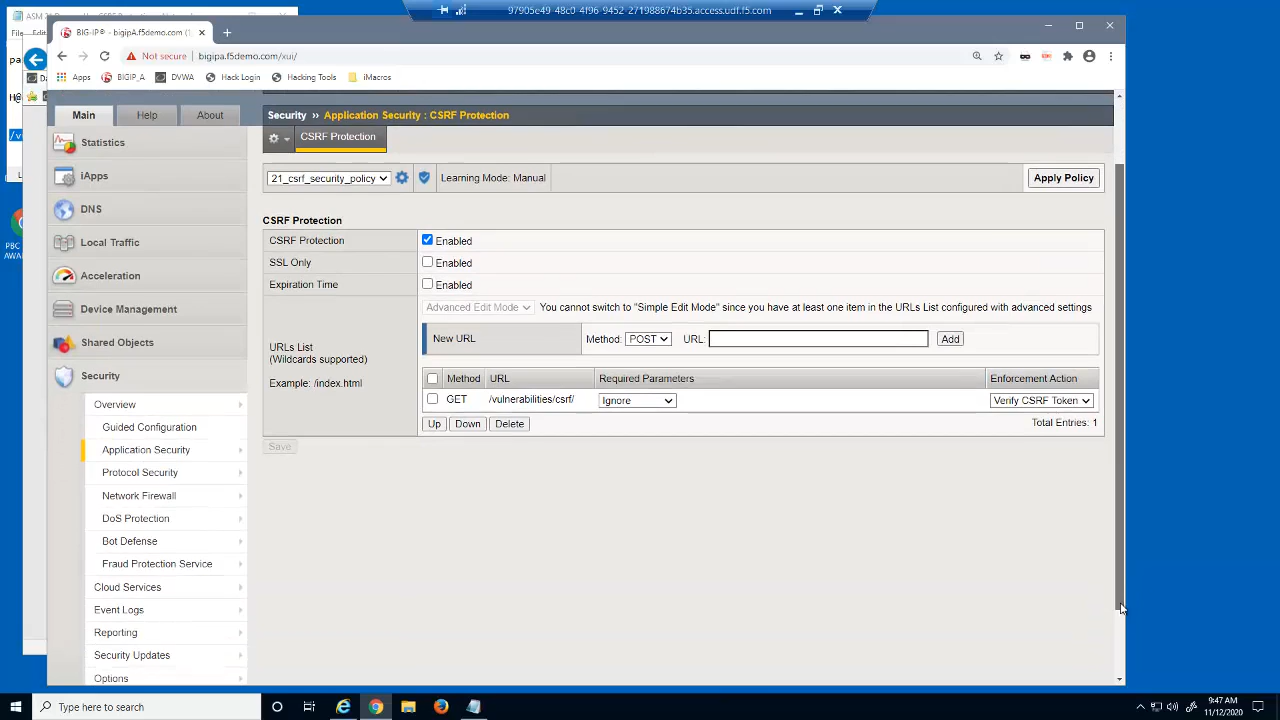 97905e49-48c0-4f96-9452-271988674b35.access.udf.f5.com
BIG-IP® - bigipA.f5demo.com (1
Not secure bigipa.f5demo.com/xui/
Apps BIGIP_A DVWA Hack Login Hacking Tools iMacros
Main Help About
Statistics
iApps
DNS
Local Traffic
Acceleration
Device Management
Shared Objects
Security
Overview
Guided Configuration
Application Security
Protocol Security
Network Firewall
DoS Protection
Bot Defense
Fraud Protection Service
Cloud Services
Event Logs
Reporting
Security Updates
Options
Security ›› Application Security : CSRF Protection
CSRF Protection
21_csrf_security_policy Learning Mode: Manual Apply Policy
CSRF Protection
CSRF Protection Enabled
SSL Only Enabled
Expiration Time Enabled
URLs List
(Wildcards supported)
Example: /index.html
Advanced Edit Mode You cannot switch to "Simple Edit Mode" since you have at least one item in the URLs List configured with advanced settings
New URL Method: POST URL: Add
Method URL Required Parameters Enforcement Action
GET /vulnerabilities/csrf/ Ignore Verify CSRF Token
Up Down Delete Total Entries: 1
Save
Type here to search
9:47 AM
11/12/2020